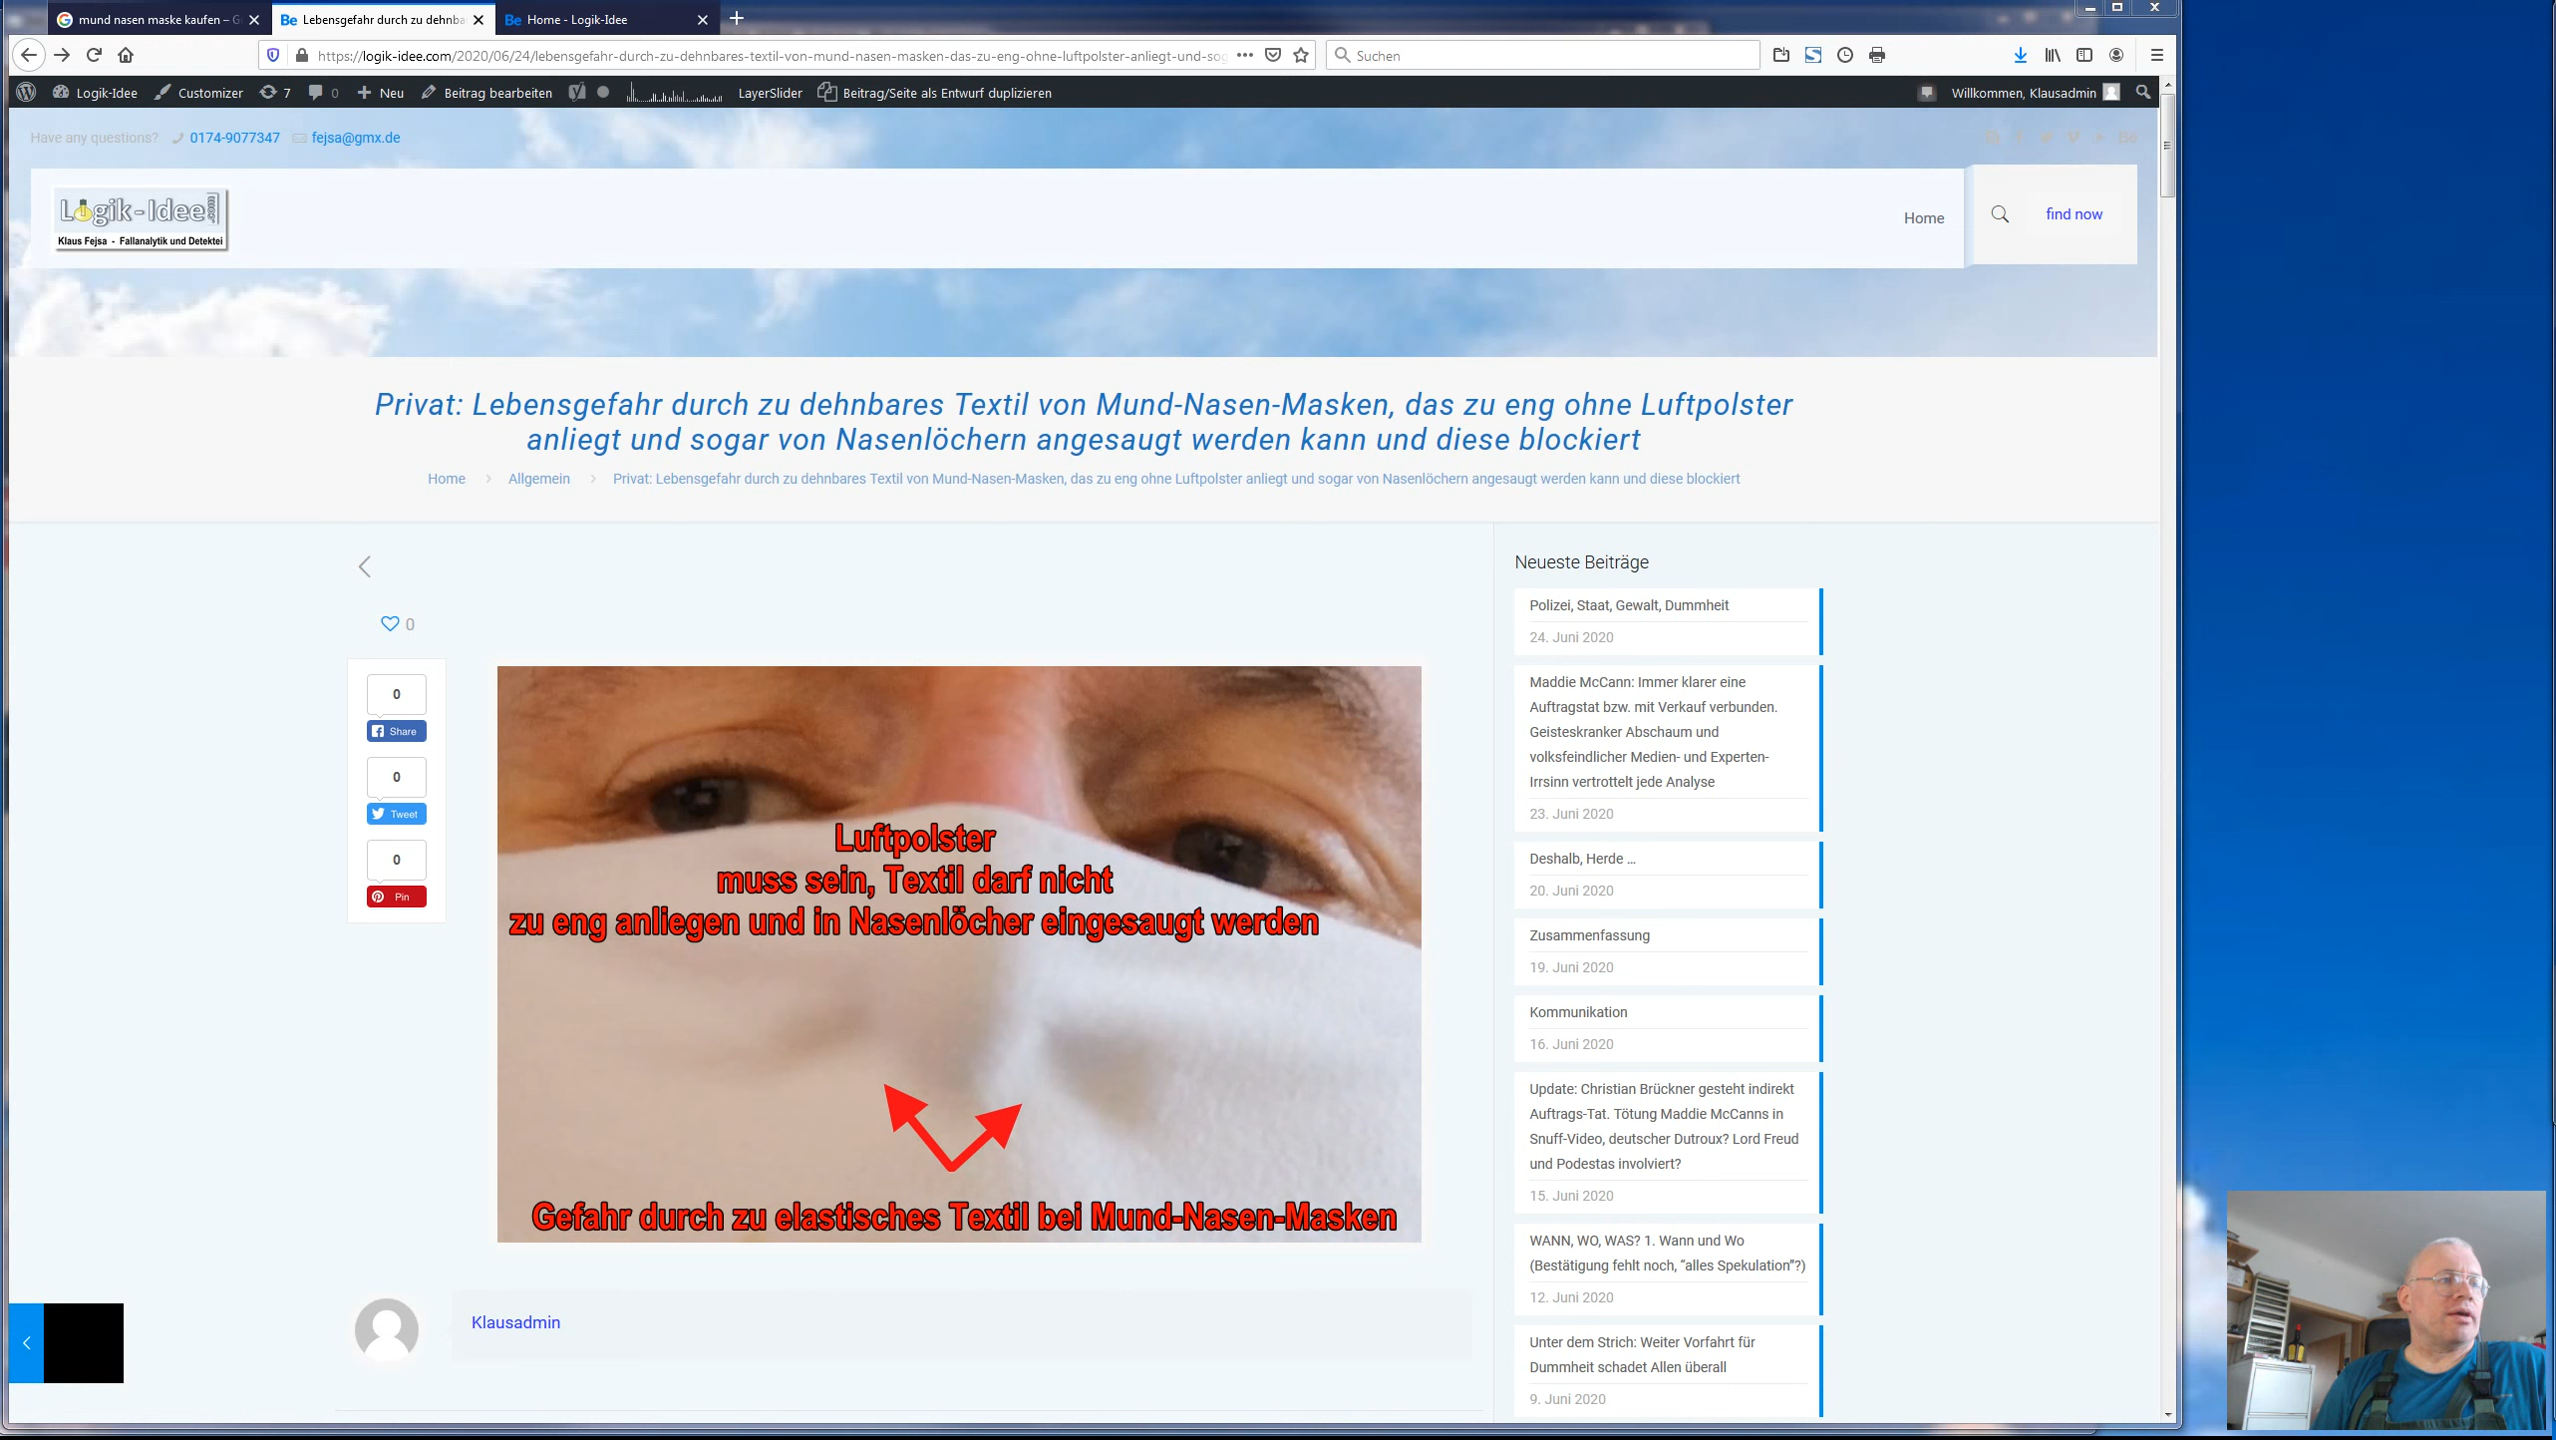 mund nasen maske kaufen – G
Lebensgefahr durch zu dehnba
Home - Logik-Idee
https://logik-idee.com/2020/06/24/lebensgefahr-durch-zu-dehnbares-textil-von-mund-nasen-masken-das-zu-eng-ohne-luftpolster-anliegt-und-sog
Suchen
Logik-Idee
Customizer
7
0
Neu
Beitrag bearbeiten
LayerSlider
Beitrag/Seite als Entwurf duplizieren
Willkommen, Klausadmin
Have any questions?
0174-9077347
fejsa@gmx.de
Logik-Idee
Klaus Fejsa - Fallanalytik und Detektei
Home
find now
Privat: Lebensgefahr durch zu dehnbares Textil von Mund-Nasen-Masken, das zu eng ohne Luftpolster
anliegt und sogar von Nasenlöchern angesaugt werden kann und diese blockiert
Home
Allgemein
Privat: Lebensgefahr durch zu dehnbares Textil von Mund-Nasen-Masken, das zu eng ohne Luftpolster anliegt und sogar von Nasenlöchern angesaugt werden kann und diese blockiert
0
0
Share
0
Tweet
0
Pin
Luftpolster
muss sein, Textil darf nicht
zu eng anliegen und in Nasenlöcher eingesaugt werden
Gefahr durch zu elastisches Textil bei Mund-Nasen-Masken
Klausadmin
Neueste Beiträge
Polizei, Staat, Gewalt, Dummheit
24. Juni 2020
Maddie McCann: Immer klarer eine
Auftragstat bzw. mit Verkauf verbunden.
Geisteskranker Abschaum und
volksfeindlicher Medien- und Experten-
Irrsinn vertrottelt jede Analyse
23. Juni 2020
Deshalb, Herde ...
20. Juni 2020
Zusammenfassung
19. Juni 2020
Kommunikation
16. Juni 2020
Update: Christian Brückner gesteht indirekt
Auftrags-Tat. Tötung Maddie McCanns in
Snuff-Video, deutscher Dutroux? Lord Freud
und Podestas involviert?
15. Juni 2020
WANN, WO, WAS? 1. Wann und Wo
(Bestätigung fehlt noch, “alles Spekulation”?)
12. Juni 2020
Unter dem Strich: Weiter Vorfahrt für
Dummheit schadet Allen überall
9. Juni 2020